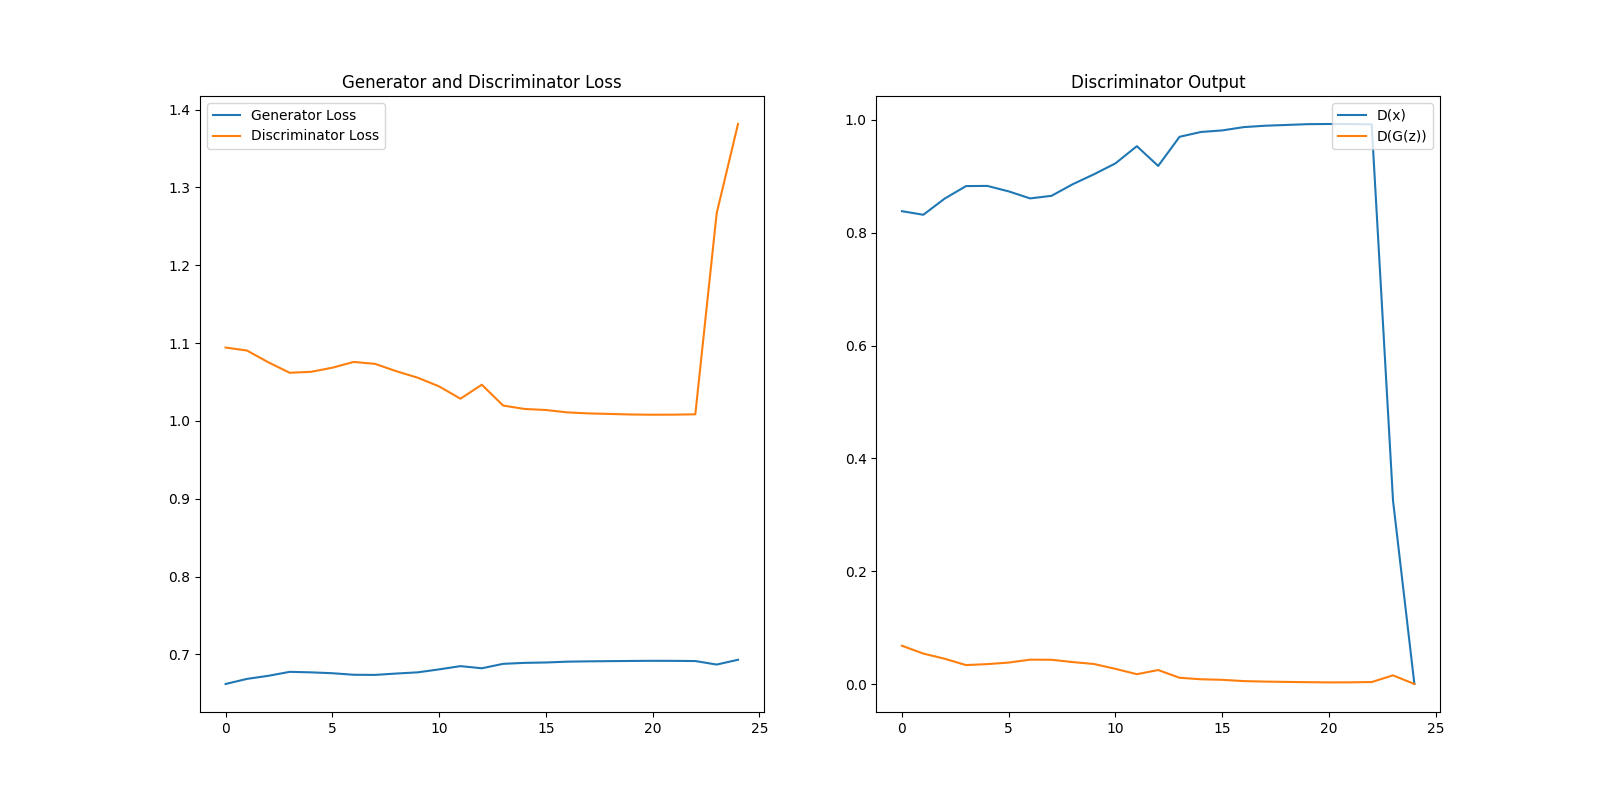 Generator and Discriminator Loss
Generator Loss
Discriminator Loss
1.4
1.3
1.2
1.1
1.0
0.9
0.8
0.7
0 5 10 15 20 25
Discriminator Output
D(x)
D(G(z))
1.0
0.8
0.6
0.4
0.2
0.0
0 5 10 15 20 25